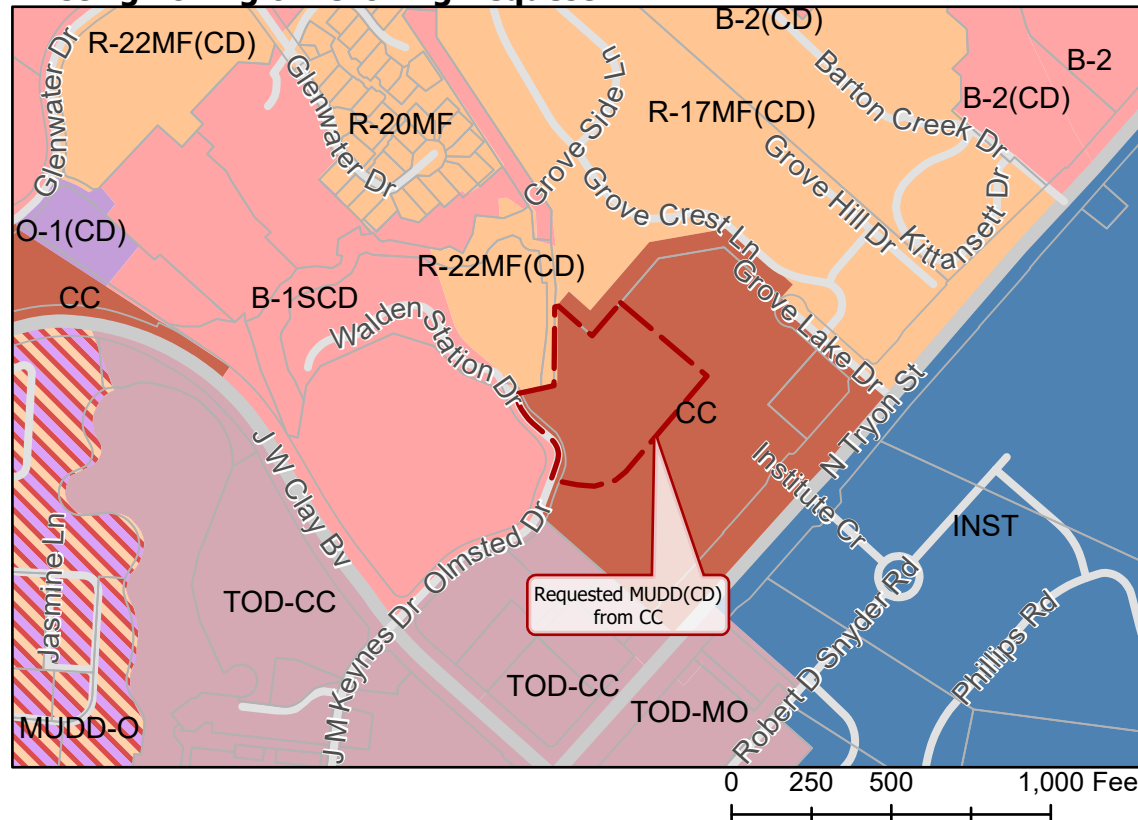 Glenwater Dr
R-22MF(CD)
Glenwater Dr
R-20MF
Grove Side Ln
B-2(CD)
B-2
Barton Creek Dr
B-2(CD)
R-17MF(CD)
Grove Hill Dr
Kittansett Dr
Grove Crest Ln
O-1(CD)
CC
B-1SCD
R-22MF(CD)
Walden Station Dr
Grove Lake Dr
CC
N Tryon St
Institute Cr
J W Clay Bv
INST
Olmsted Dr
Requested MUDD(CD)
from CC
Robert D Snyder Rd
Phillips Rd
Jasmine Ln
TOD-CC
J M Keynes Dr
TOD-CC
TOD-MO
MUDD-O
0 250 500 1,000 Fee